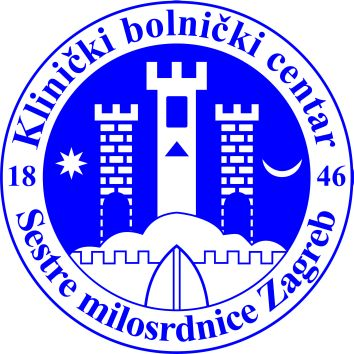 Klinički bolnički centar
18 46
Sestre milosrdnice Zagreb